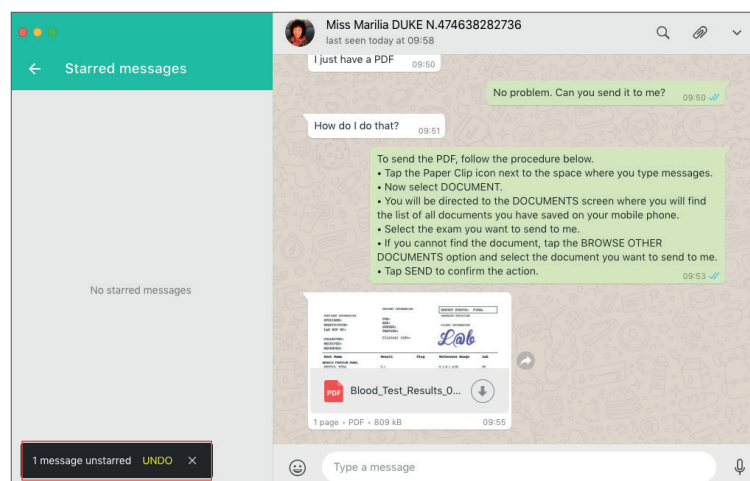 Starred messages
No starred messages
1 message unstarred UNDO ×
Miss Marilia DUKE N.474638282736
last seen today at 09:58
I just have a PDF 09:50
No problem. Can you send it to me? 09:50
How do I do that? 09:51
To send the PDF, follow the procedure below.
• Tap the Paper Clip icon next to the space where you type messages.
• Now select DOCUMENT.
• You will be directed to the DOCUMENTS screen where you will find
the list of all documents you have saved on your mobile phone.
• Select the exam you want to send to me.
• If you cannot find the document, tap the BROWSE OTHER
DOCUMENTS option and select the document you want to send to me.
• Tap SEND to confirm the action. 09:53
REPORT STATUS: FINAL
L@b
PDF Blood_Test_Results_0...
1 page • PDF • 809 kB 09:55
Type a message